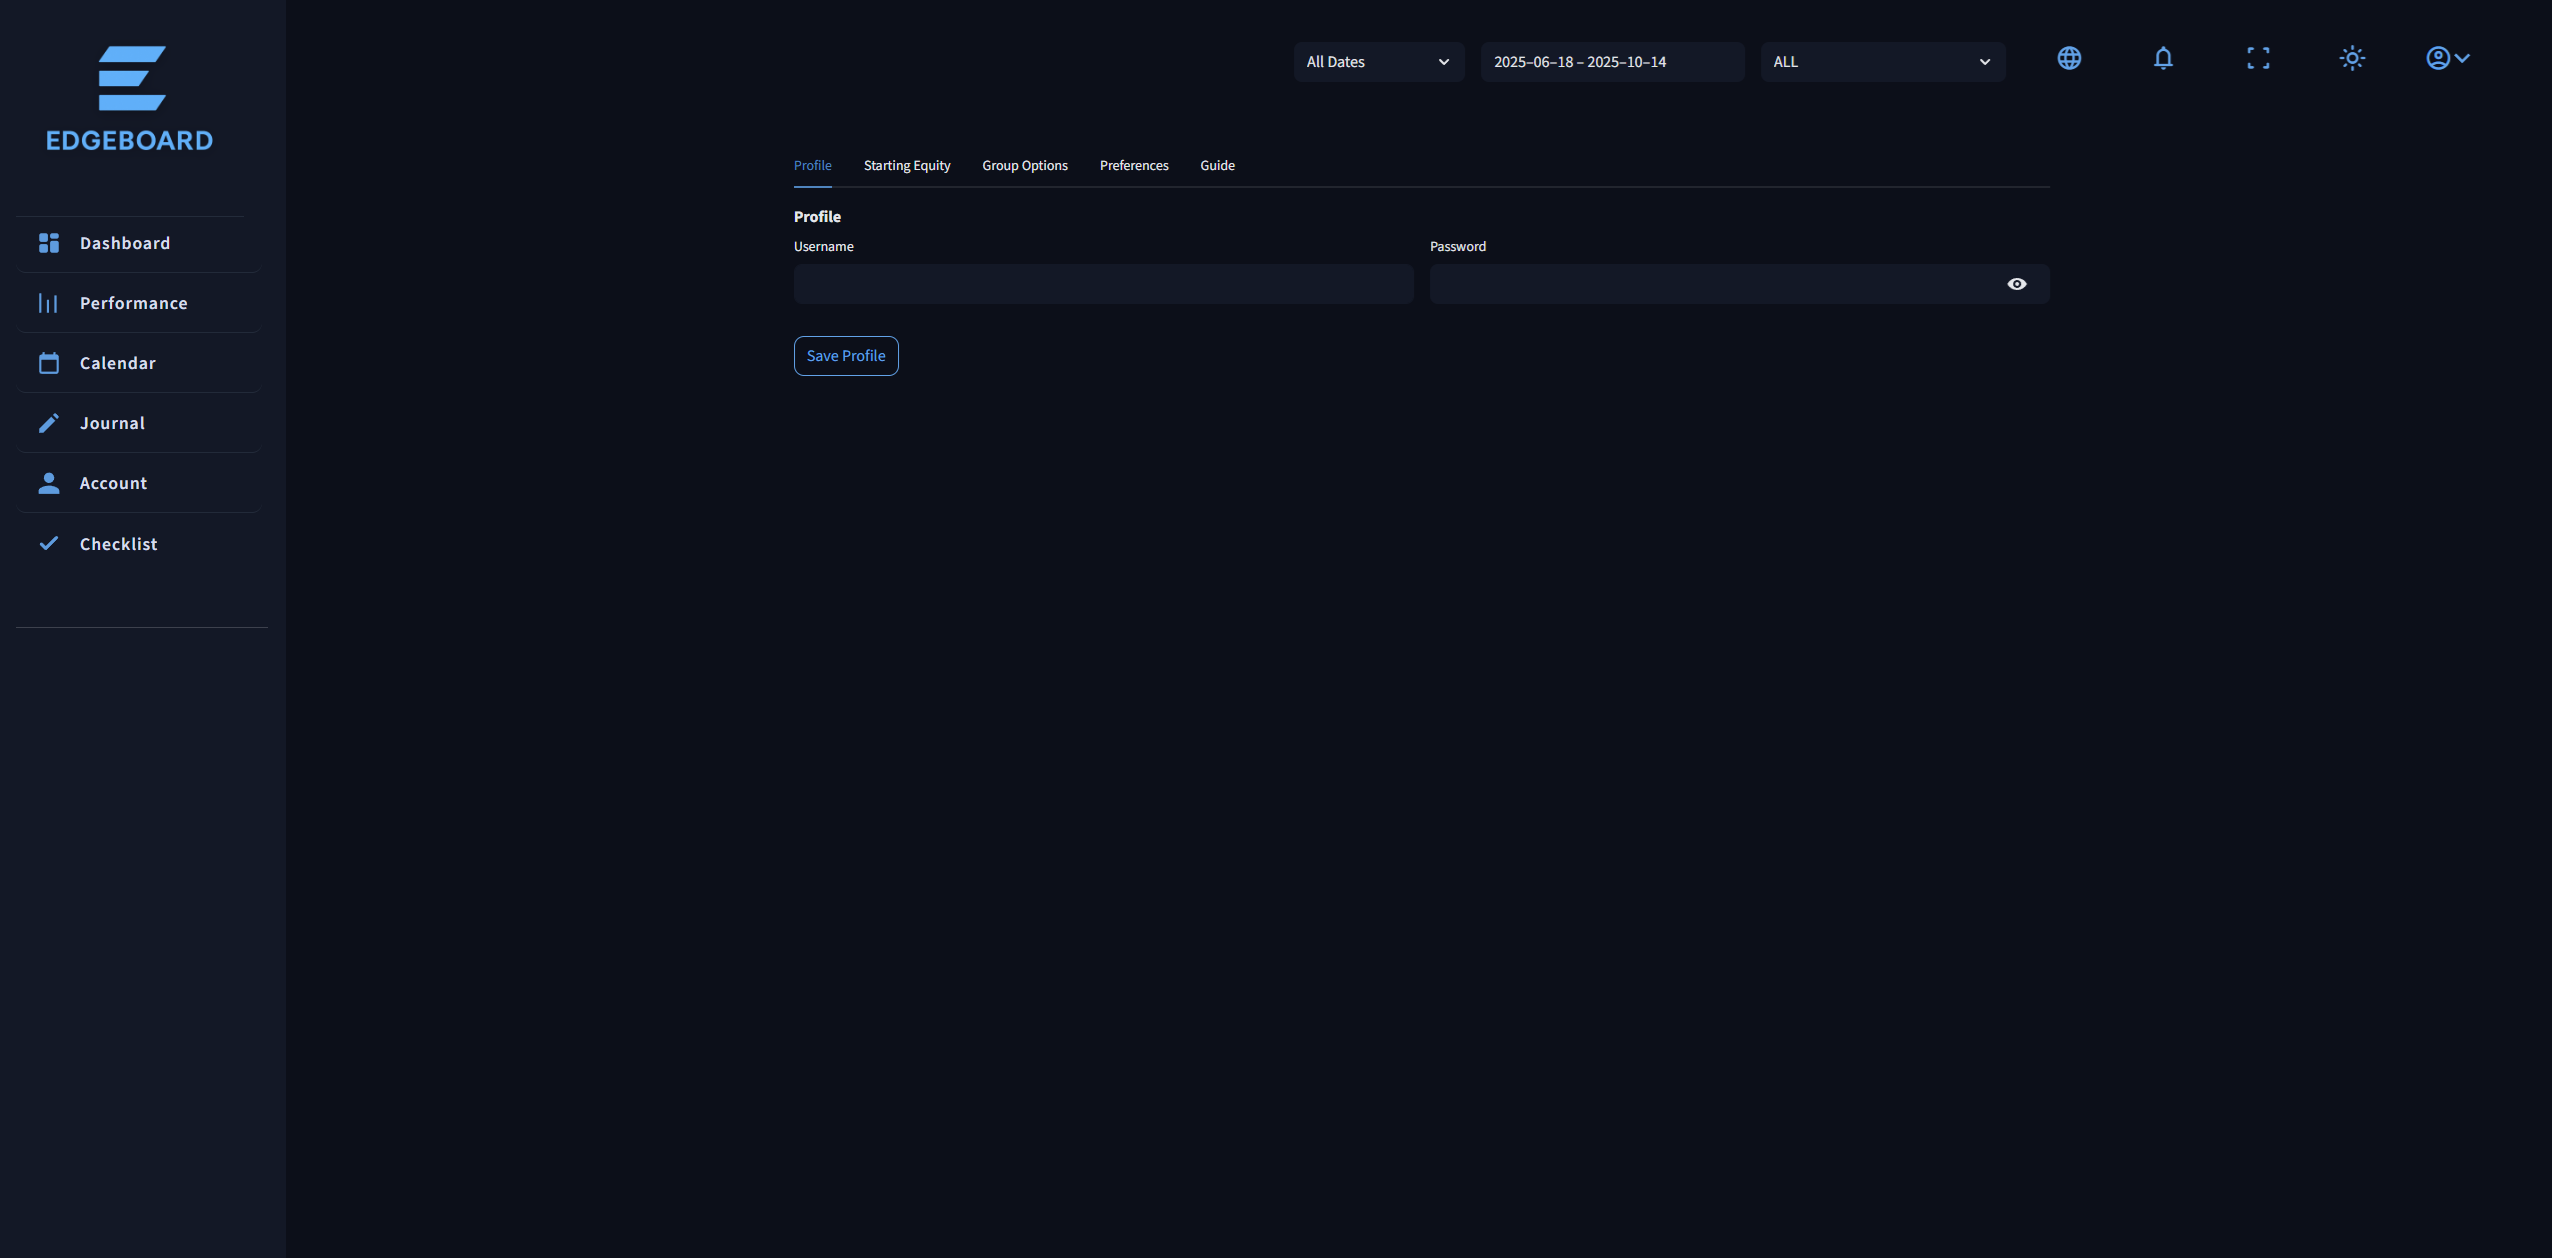 EDGEBOARD
Dashboard
Performance
Calendar
Journal
Account
Checklist
All Dates
2025-06-18 – 2025-10-14
ALL
Profile Starting Equity Group Options Preferences Guide
Profile
Username Password
Save Profile